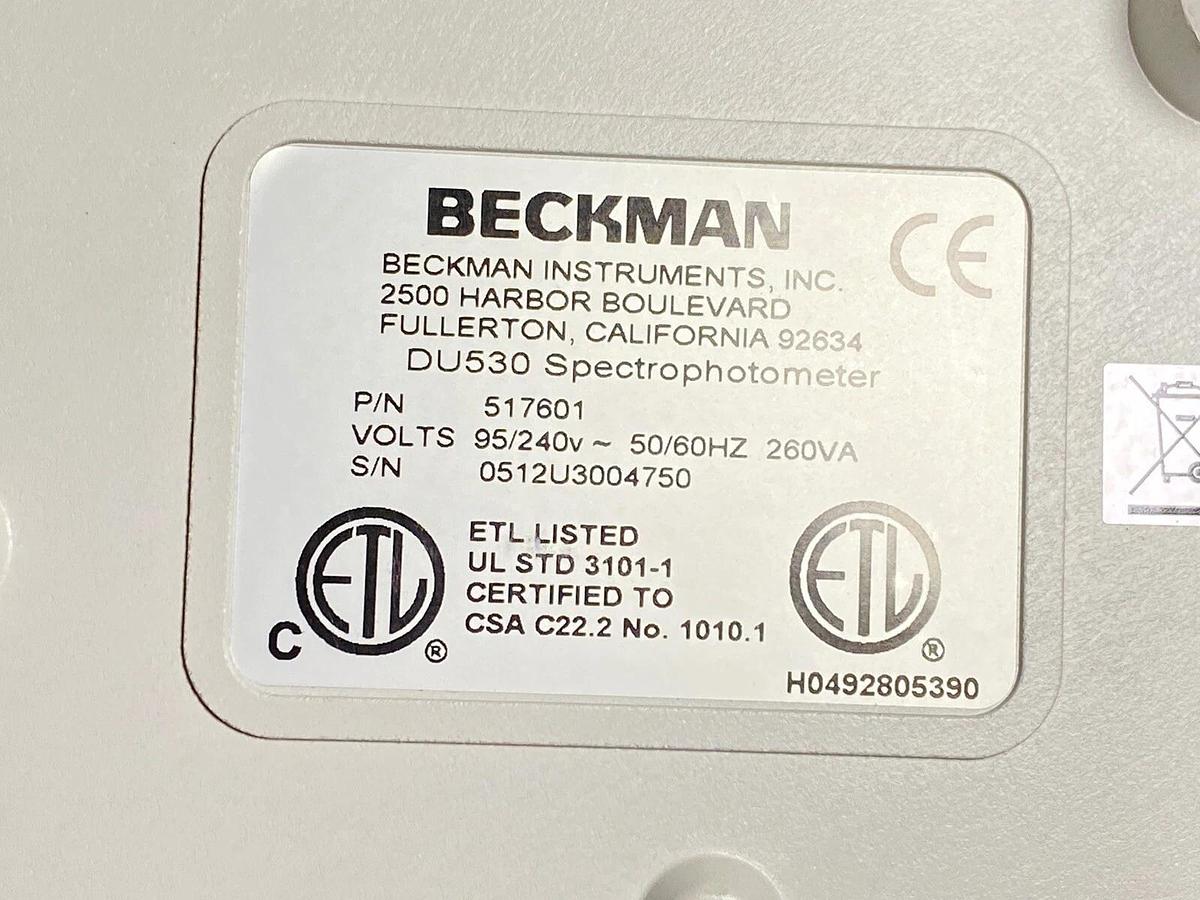 BECKMAN
CE
BECKMAN INSTRUMENTS, INC.
2500 HARBOR BOULEVARD
FULLERTON, CALIFORNIA 92634
DU530 Spectrophotometer
P/N 517601
VOLTS 95/240v ~ 50/60HZ 260VA
S/N 0512U3004750
C ETL ®
ETL LISTED
UL STD 3101-1
CERTIFIED TO
CSA C22.2 No. 1010.1
ETL ®
H0492805390